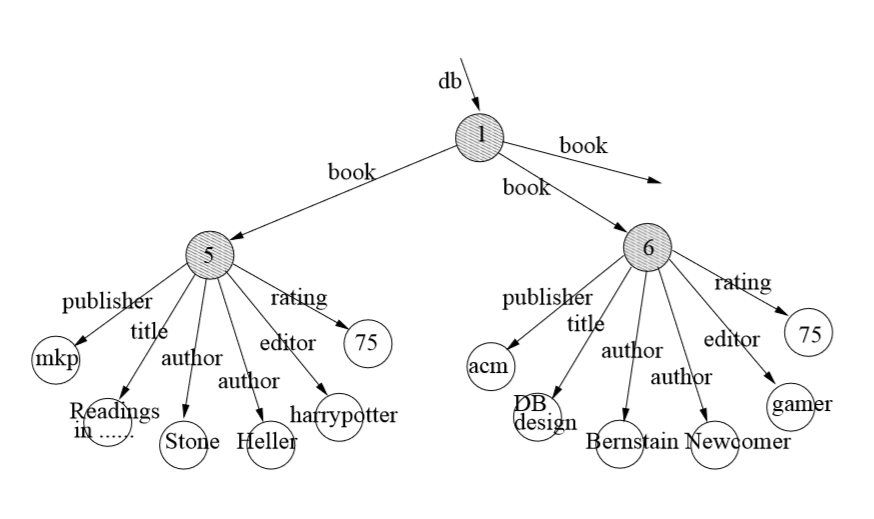 db
1
book
book
book
5
6
publisher
title
author
author
editor
rating
mkp
Readings
in ......
Stone
Heller
harrypotter
75
publisher
title
author
author
editor
rating
acm
DB
design
Bernstain
Newcomer
gamer
75